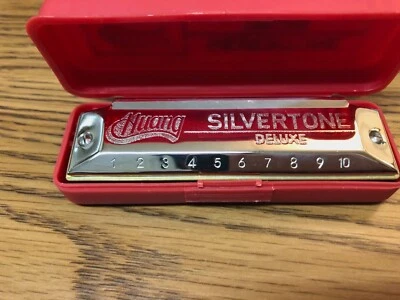 Huang SILVERTONE
DELUXE
1 2 3 4 5 6 7 8 9 10